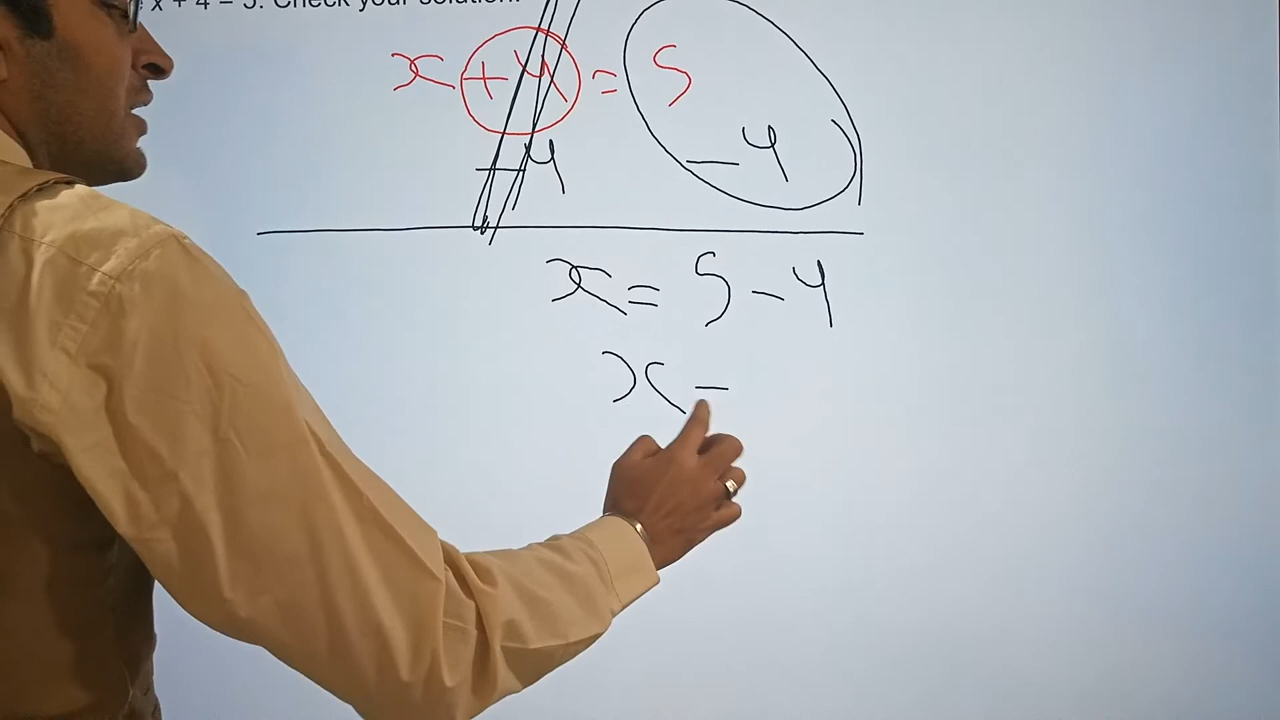 x + 4 = 5. Check your solution.
x + 4 = 5
- 4 - 4
x = 5 - 4
x -